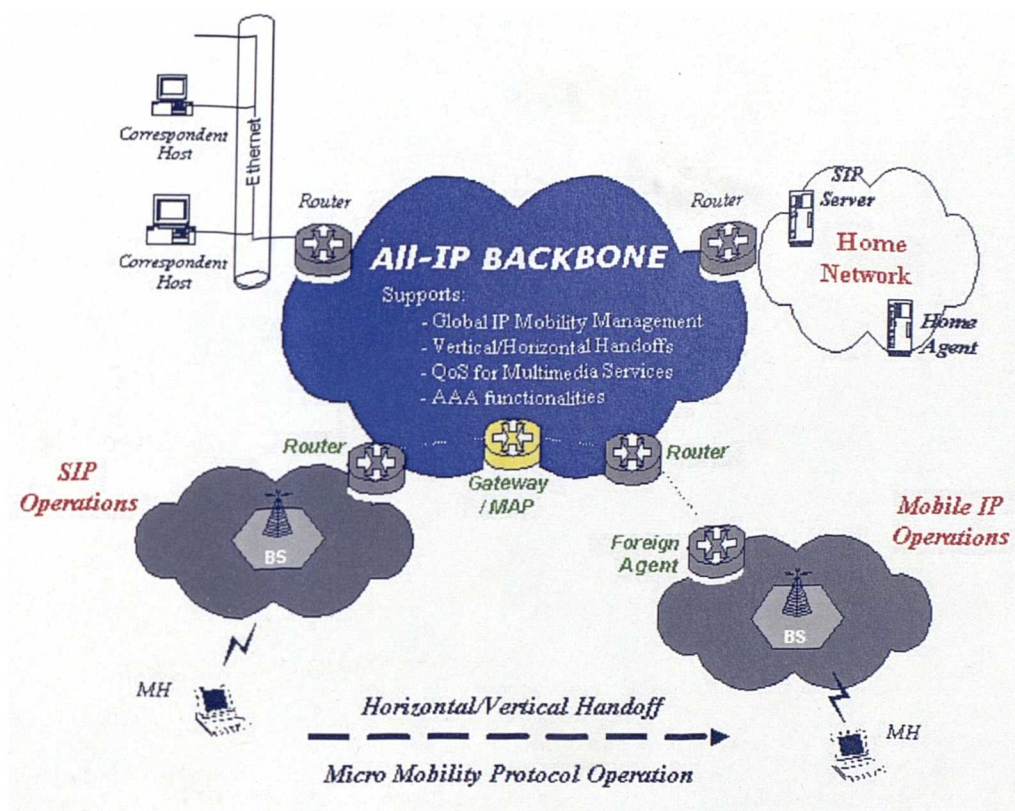 Correspondent
Host
Ethernet
Correspondent
Host
Router
Router
SIP
Server
Home
Network
Home
Agent
All-IP BACKBONE
Supports:
- Global IP Mobility Management
- Vertical/Horizontal Handoffs
- QoS for Multimedia Services
- AAA functionalities
Router
Gateway
/ MAP
Router
SIP
Operations
BS
Foreign
Agent
Mobile IP
Operations
BS
MH
Horizontal/Vertical Handoff
Micro Mobility Protocol Operation
MH